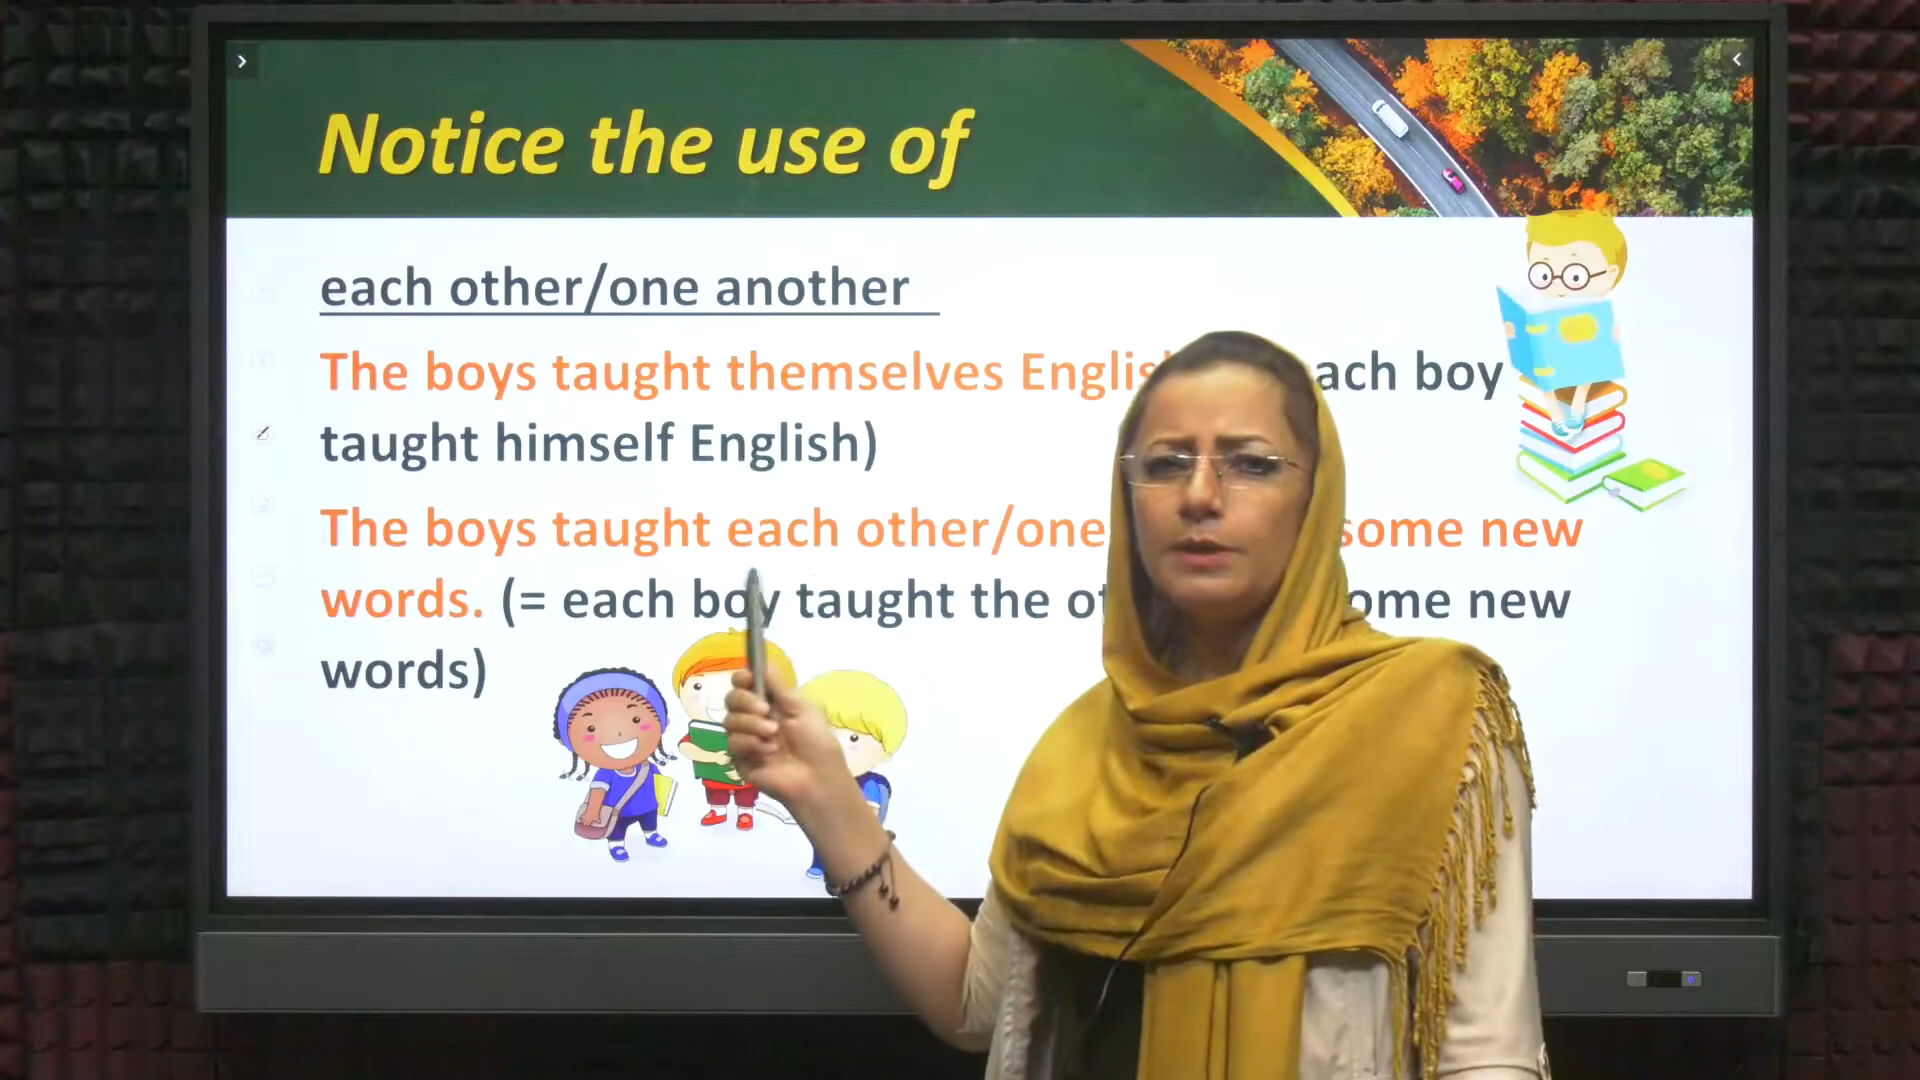 Notice the use of
each other/one another
The boys taught themselves Englis ach boy
taught himself English)
The boys taught each other/one some new
words. (= each boy taught the ome new
words)